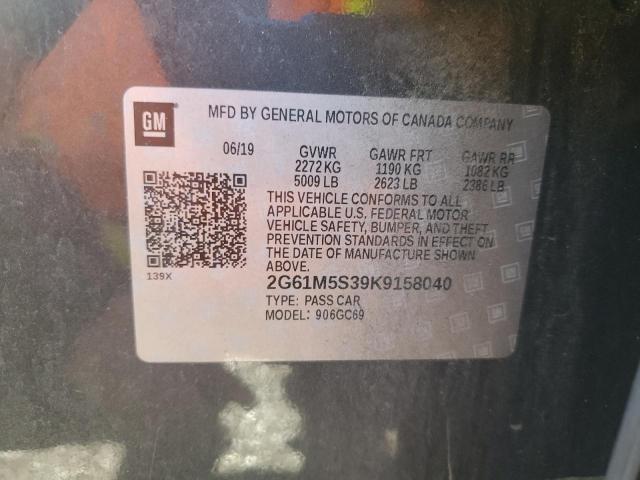 GM
MFD BY GENERAL MOTORS OF CANADA COMPANY
06/19 GVWR GAWR FRT GAWR RR
2272 KG 1190 KG 1082 KG
5009 LB 2623 LB 2386 LB
THIS VEHICLE CONFORMS TO ALL
APPLICABLE U.S. FEDERAL MOTOR
VEHICLE SAFETY, BUMPER, AND THEFT
PREVENTION STANDARDS IN EFFECT ON
THE DATE OF MANUFACTURE SHOWN
ABOVE.
139X
2G61M5S39K9158040
TYPE: PASS CAR
MODEL: 906GC69